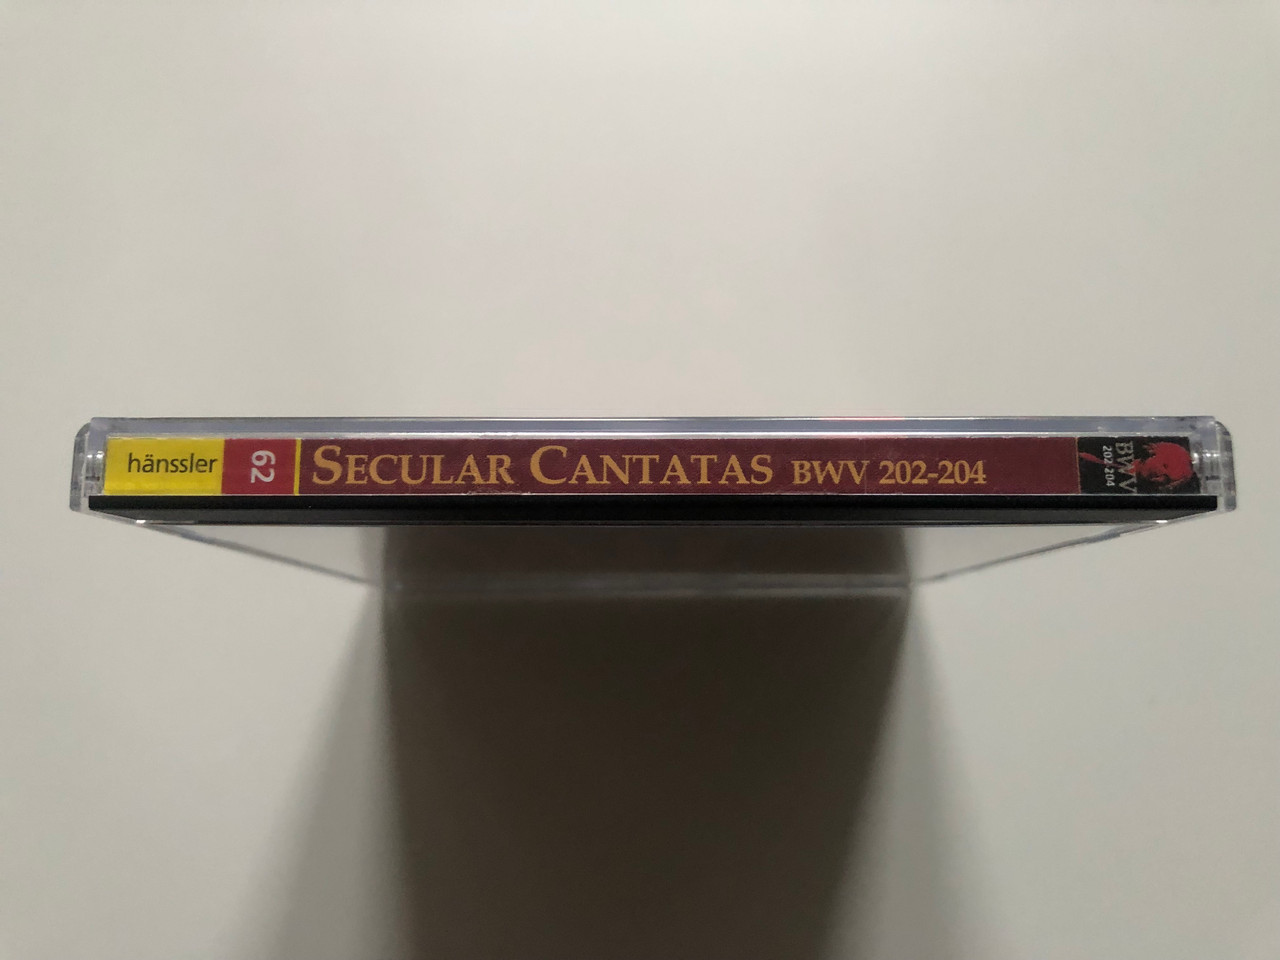 hänssler
62
SECULAR CANTATAS BWV 202-204
BWV
202-204